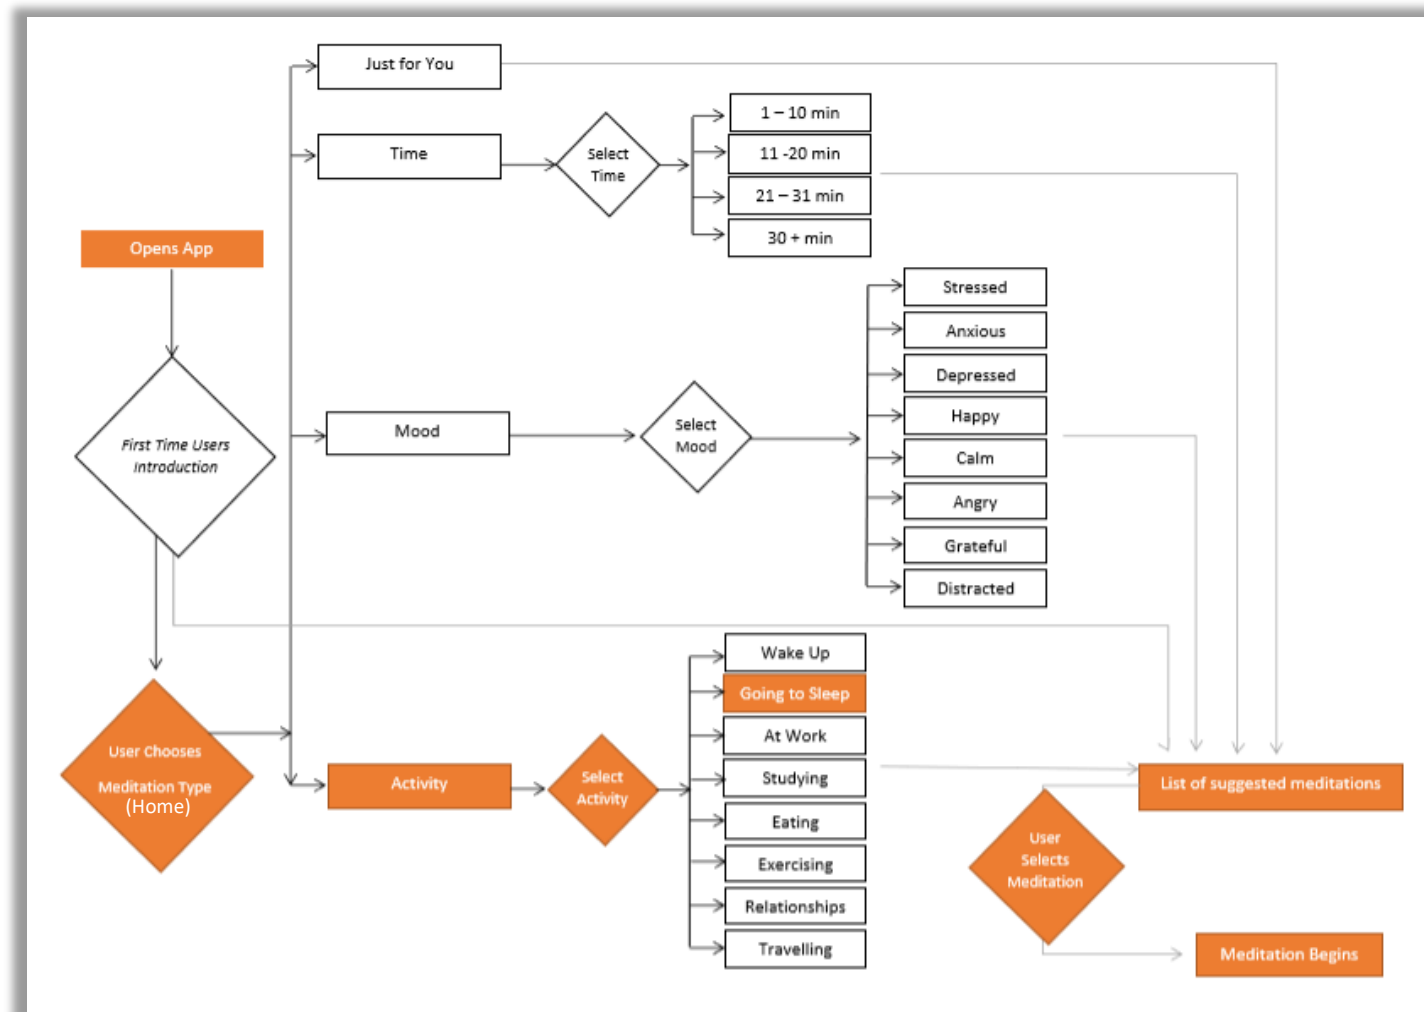 Just for You
Time
Select
Time
1 – 10 min
11 -20 min
21 – 31 min
30 + min
Opens App
First Time Users
Introduction
Mood
Select
Mood
Stressed
Anxious
Depressed
Happy
Calm
Angry
Grateful
Distracted
User Chooses
Meditation Type
(Home)
Activity
Select
Activity
Wake Up
Going to Sleep
At Work
Studying
Eating
Exercising
Relationships
Travelling
List of suggested meditations
User
Selects
Meditation
Meditation Begins